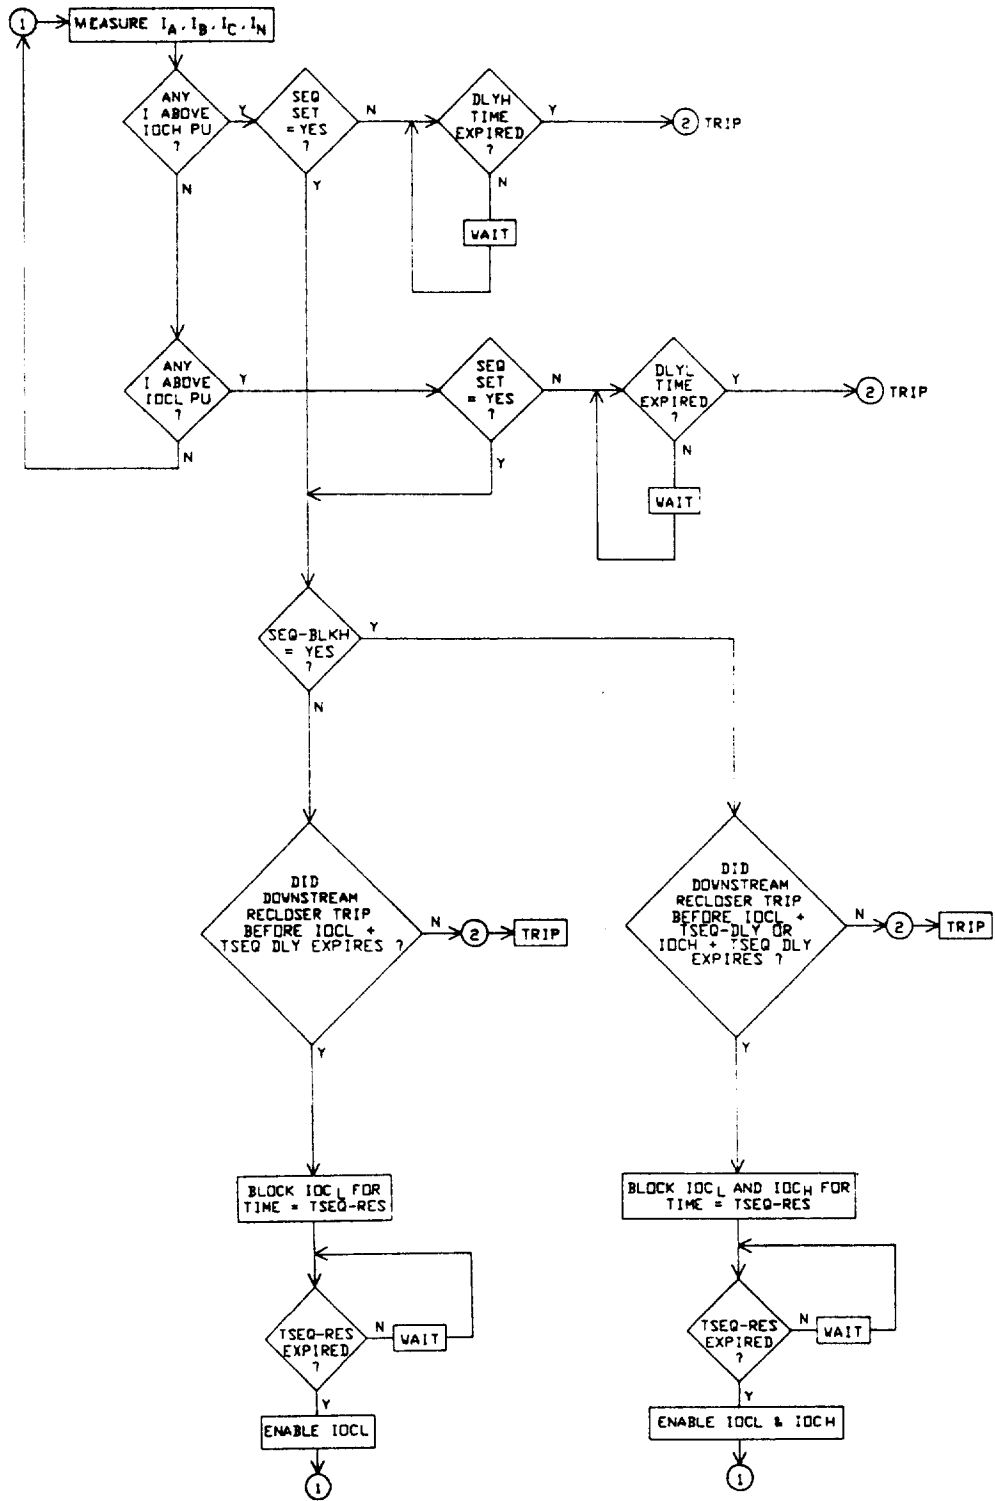 1
MEASURE IA, IB, IC, IN
ANY
I ABOVE
IOCH PU
?
Y
N
SEQ
SET
= YES
?
N
Y
DLYH
TIME
EXPIRED
?
Y
2 TRIP
N
WAIT
ANY
I ABOVE
IOCL PU
?
Y
N
SEQ
SET
= YES
?
N
Y
DLYL
TIME
EXPIRED
?
Y
2 TRIP
N
WAIT
SEQ-BLKH
= YES
?
Y
N
DID
DOWNSTREAM
RECLOSER TRIP
BEFORE IOCL +
TSEQ DLY EXPIRES ?
N
2
TRIP
Y
DID
DOWNSTREAM
RECLOSER TRIP
BEFORE IOCL +
TSEQ-DLY OR
IOCH + TSEQ DLY
EXPIRES ?
N
2
TRIP
Y
BLOCK IOCL FOR
TIME = TSEQ-RES
BLOCK IOCL AND IOCH FOR
TIME = TSEQ-RES
TSEQ-RES
EXPIRED
?
N
WAIT
Y
TSEQ-RES
EXPIRED
?
N
WAIT
Y
ENABLE IOCL
ENABLE IOCL & IOCH
1
1